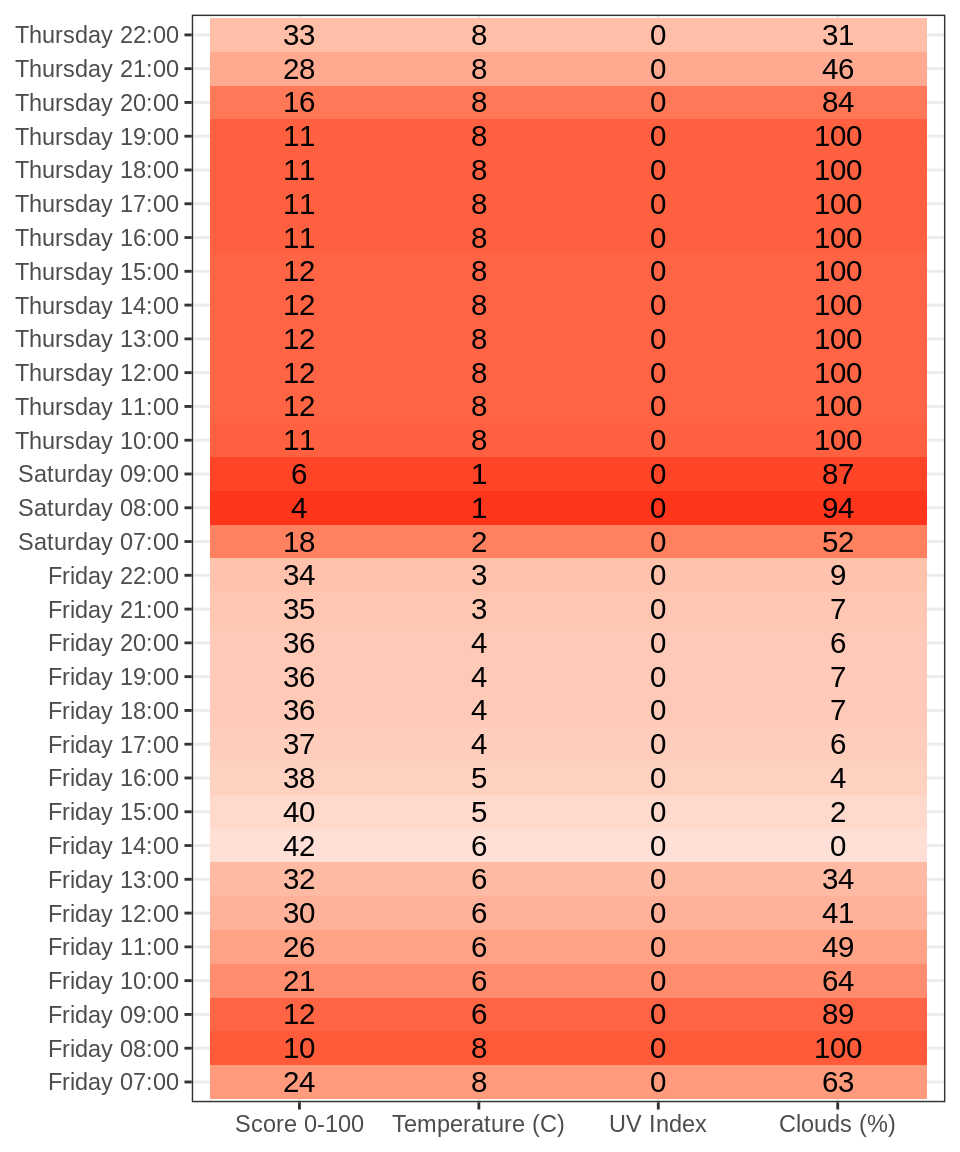 Thursday 22:00 33 8 0 31
Thursday 21:00 28 8 0 46
Thursday 20:00 16 8 0 84
Thursday 19:00 11 8 0 100
Thursday 18:00 11 8 0 100
Thursday 17:00 11 8 0 100
Thursday 16:00 11 8 0 100
Thursday 15:00 12 8 0 100
Thursday 14:00 12 8 0 100
Thursday 13:00 12 8 0 100
Thursday 12:00 12 8 0 100
Thursday 11:00 12 8 0 100
Thursday 10:00 11 8 0 100
Saturday 09:00 6 1 0 87
Saturday 08:00 4 1 0 94
Saturday 07:00 18 2 0 52
Friday 22:00 34 3 0 9
Friday 21:00 35 3 0 7
Friday 20:00 36 4 0 6
Friday 19:00 36 4 0 7
Friday 18:00 36 4 0 7
Friday 17:00 37 4 0 6
Friday 16:00 38 5 0 4
Friday 15:00 40 5 0 2
Friday 14:00 42 6 0 0
Friday 13:00 32 6 0 34
Friday 12:00 30 6 0 41
Friday 11:00 26 6 0 49
Friday 10:00 21 6 0 64
Friday 09:00 12 6 0 89
Friday 08:00 10 8 0 100
Friday 07:00 24 8 0 63
Score 0-100 Temperature (C) UV Index Clouds (%)